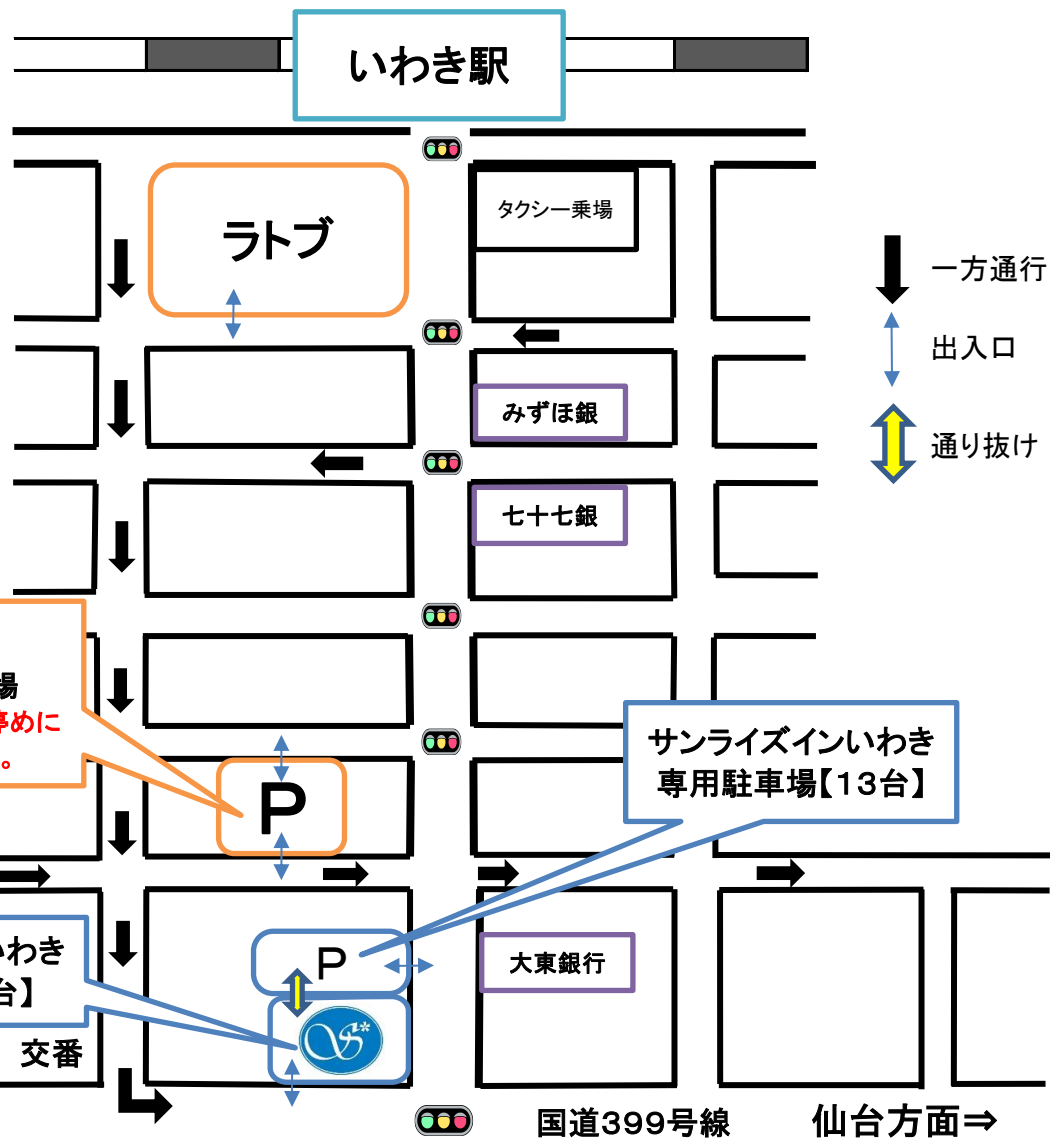 いわき駅
ラトブ
タクシー乗場
一方通行
出入口
みずほ銀
通り抜け
七十七銀
場
停めに
。
サンライズインいわき
専用駐車場【13台】
P
いわき
台】
P
大東銀行
S
交番
国道399号線
仙台方面⇒